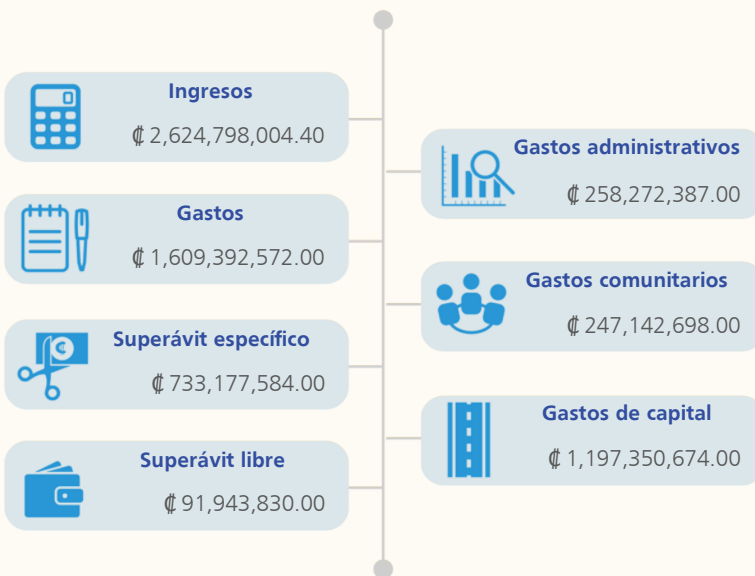 Ingresos
₡ 2,624,798,004.40
Gastos
₡ 1,609,392,572.00
Superávit específico
₡ 733,177,584.00
Superávit libre
₡ 91,943,830.00
Gastos administrativos
₡ 258,272,387.00
Gastos comunitarios
₡ 247,142,698.00
Gastos de capital
₡ 1,197,350,674.00